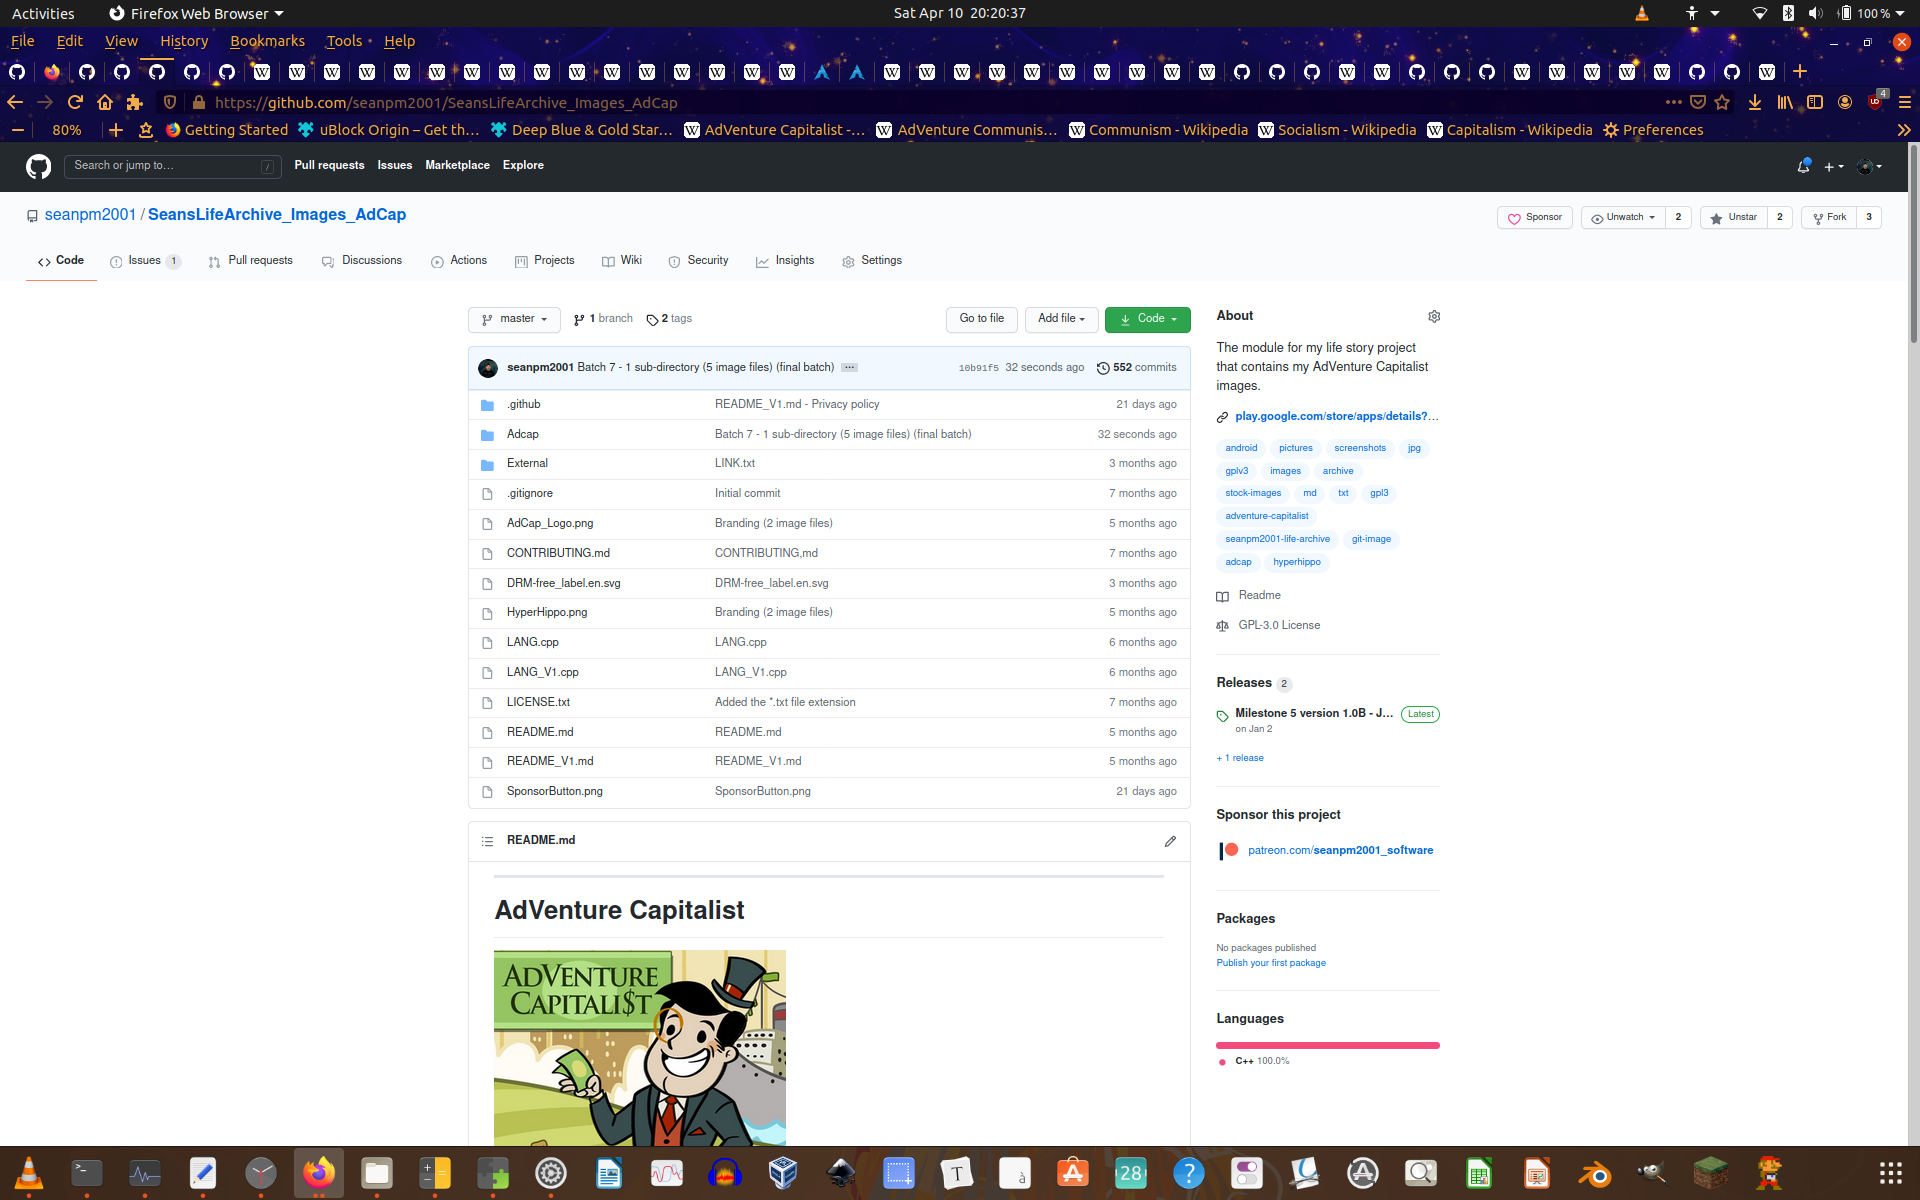 Activities Firefox Web Browser Sat Apr 10 20:20:37 100 %
File Edit View History Bookmarks Tools Help
https://github.com/seanpm2001/SeansLifeArchive_Images_AdCap 4
80% Getting Started uBlock Origin – Get th… Deep Blue & Gold Star… AdVenture Capitalist -… AdVenture Communis… Communism - Wikipedia Socialism - Wikipedia Capitalism - Wikipedia Preferences
Search or jump to… / Pull requests Issues Marketplace Explore
seanpm2001 / SeansLifeArchive_Images_AdCap Sponsor Unwatch 2 Unstar 2 Fork 3
Code Issues 1 Pull requests Discussions Actions Projects Wiki Security Insights Settings
master 1 branch 2 tags Go to file Add file Code
seanpm2001 Batch 7 - 1 sub-directory (5 image files) (final batch) ... 10b91f5 32 seconds ago 552 commits
.github README_V1.md - Privacy policy 21 days ago
Adcap Batch 7 - 1 sub-directory (5 image files) (final batch) 32 seconds ago
External LINK.txt 3 months ago
.gitignore Initial commit 7 months ago
AdCap_Logo.png Branding (2 image files) 5 months ago
CONTRIBUTING.md CONTRIBUTING,md 7 months ago
DRM-free_label.en.svg DRM-free_label.en.svg 3 months ago
HyperHippo.png Branding (2 image files) 5 months ago
LANG.cpp LANG.cpp 6 months ago
LANG_V1.cpp LANG_V1.cpp 6 months ago
LICENSE.txt Added the *.txt file extension 7 months ago
README.md README.md 5 months ago
README_V1.md README_V1.md 5 months ago
SponsorButton.png SponsorButton.png 21 days ago
README.md
AdVenture Capitalist
ADVENTURE
CAPITALI$T
About
The module for my life story project
that contains my AdVenture Capitalist
images.
play.google.com/store/apps/details?…
android pictures screenshots jpg
gplv3 images archive
stock-images md txt gpl3
adventure-capitalist
seanpm2001-life-archive git-image
adcap hyperhippo
Readme
GPL-3.0 License
Releases 2
Milestone 5 version 1.0B - J… Latest
on Jan 2
+ 1 release
Sponsor this project
patreon.com/seanpm2001_software
Packages
No packages published
Publish your first package
Languages
C++ 100.0%